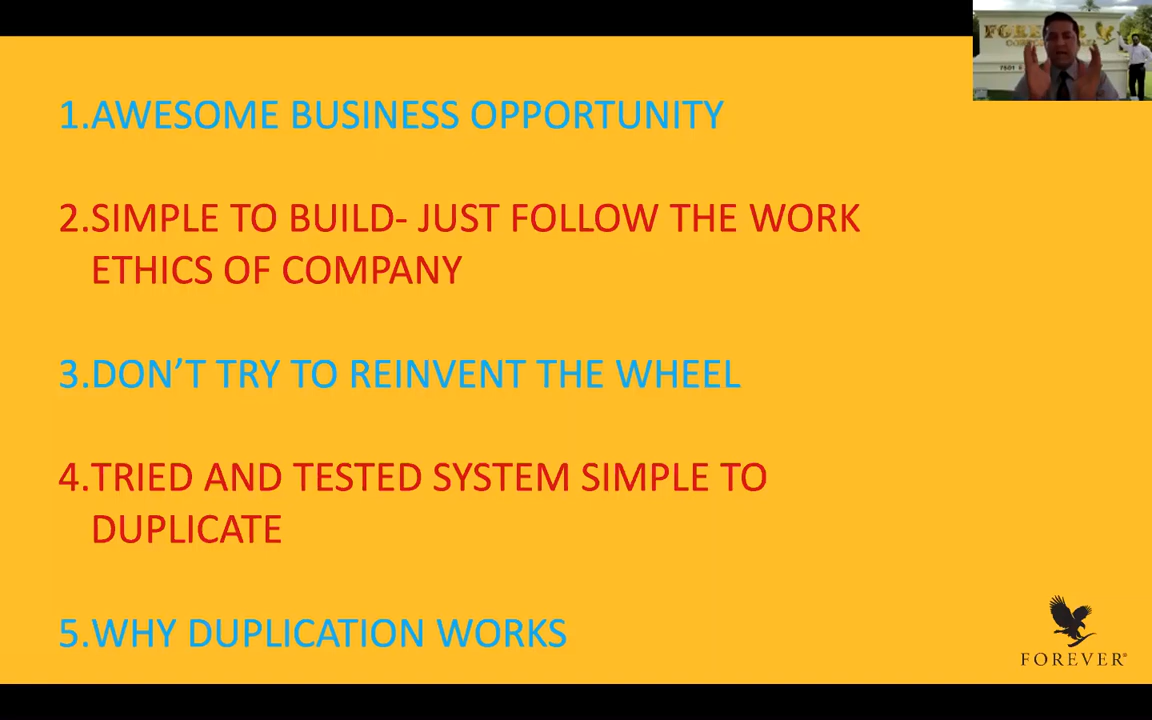 FOREVER
1.AWESOME BUSINESS OPPORTUNITY
2.SIMPLE TO BUILD- JUST FOLLOW THE WORK
ETHICS OF COMPANY
3.DON’T TRY TO REINVENT THE WHEEL
4.TRIED AND TESTED SYSTEM SIMPLE TO
DUPLICATE
5.WHY DUPLICATION WORKS
FOREVER®